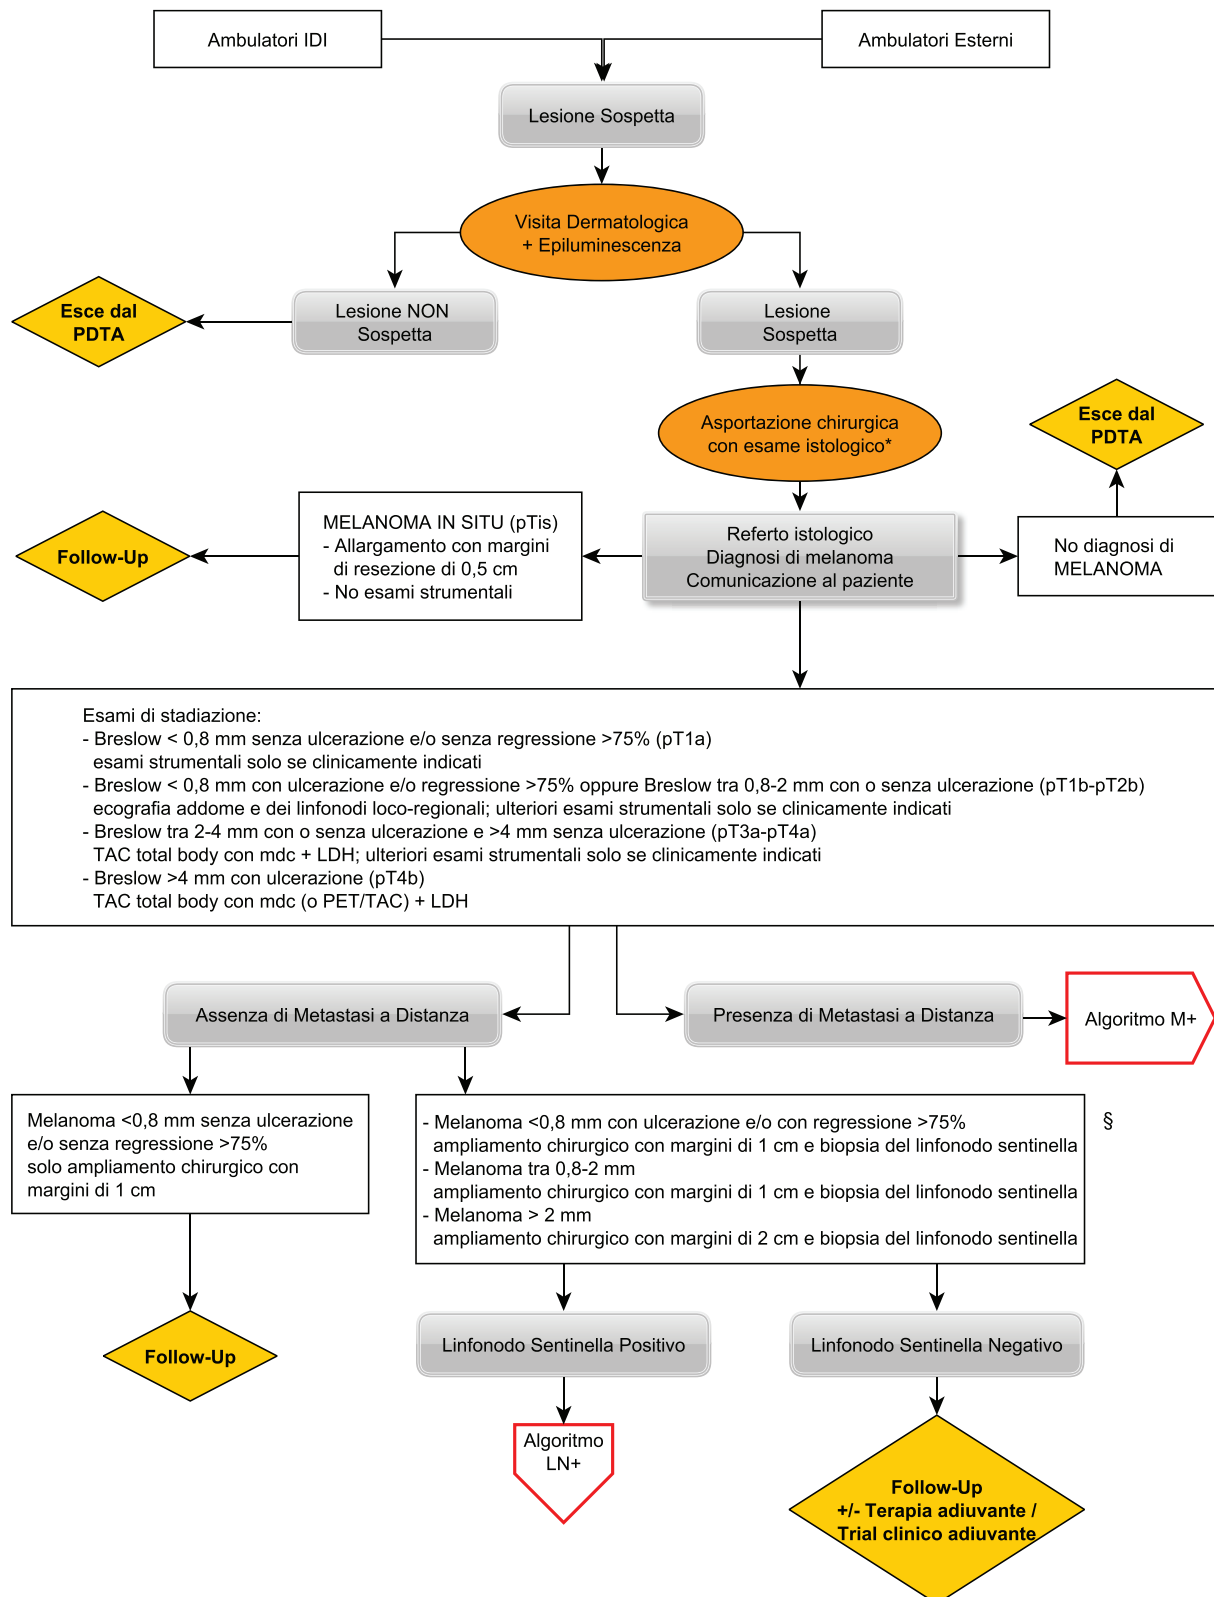 Ambulatori IDI
Ambulatori Esterni
Lesione Sospetta
Visita Dermatologica
+ Epiluminescenza
Esce dal
PDTA
Lesione NON
Sospetta
Lesione
Sospetta
Asportazione chirurgica
con esame istologico*
Esce dal
PDTA
Follow-Up
MELANOMA IN SITU (pTis)
- Allargamento con margini
di resezione di 0,5 cm
- No esami strumentali
Referto istologico
Diagnosi di melanoma
Comunicazione al paziente
No diagnosi di
MELANOMA
Esami di stadiazione:
- Breslow < 0,8 mm senza ulcerazione e/o senza regressione >75% (pT1a)
esami strumentali solo se clinicamente indicati
- Breslow < 0,8 mm con ulcerazione e/o regressione >75% oppure Breslow tra 0,8-2 mm con o senza ulcerazione (pT1b-pT2b)
ecografia addome e dei linfonodi loco-regionali; ulteriori esami strumentali solo se clinicamente indicati
- Breslow tra 2-4 mm con o senza ulcerazione e >4 mm senza ulcerazione (pT3a-pT4a)
TAC total body con mdc + LDH; ulteriori esami strumentali solo se clinicamente indicati
- Breslow >4 mm con ulcerazione (pT4b)
TAC total body con mdc (o PET/TAC) + LDH
Assenza di Metastasi a Distanza
Presenza di Metastasi a Distanza
Algoritmo M+
Melanoma <0,8 mm senza ulcerazione
e/o senza regressione >75%
solo ampliamento chirurgico con
margini di 1 cm
- Melanoma <0,8 mm con ulcerazione e/o con regressione >75%
ampliamento chirurgico con margini di 1 cm e biopsia del linfonodo sentinella
- Melanoma tra 0,8-2 mm
ampliamento chirurgico con margini di 1 cm e biopsia del linfonodo sentinella
- Melanoma > 2 mm
ampliamento chirurgico con margini di 2 cm e biopsia del linfonodo sentinella
§
Follow-Up
Linfonodo Sentinella Positivo
Linfonodo Sentinella Negativo
Algoritmo
LN+
Follow-Up
+/- Terapia adiuvante /
Trial clinico adiuvante